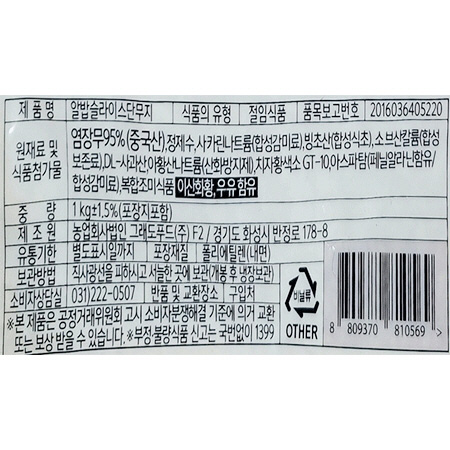 제 품 명 알밥슬라이스단무지 식품의 유형 절임식품 품목보고번호 2016036405220
원재료 및 식품첨가물
염장무95%(중국산),정제수,사카린나트륨(합성감미료),빙초산(합성식초),소브산칼륨(합성
보존료),DL-사과산,아황산나트륨(산화방지제),치자황색소 GT-10,아스파탐(페닐알라닌함유/
합성감미료),복합조미식품 이산화황,우유 함유
중 량 1kg±1.5%(포장지포함)
제 조 원 농업회사법인 그래도푸드(주) F2 / 경기도 화성시 반정로 178-8
유통기한 별도표시일까지 포장재질 폴리에틸렌(내면)
보관방법 직사광선을 피하시고 서늘한 곳에 보관(개봉 후 냉장보관)
소비자상담실 031)222-0507 반품 및 교환장소 구입처
※본 제품은 공정거래위원회 고시 소비자분쟁해결 기준에 의거 교환
또는 보상 받을 수 있습니다. ※부정·불량식품 신고는 국번없이 1399
비닐류
OTHER
8 809370 810569 >